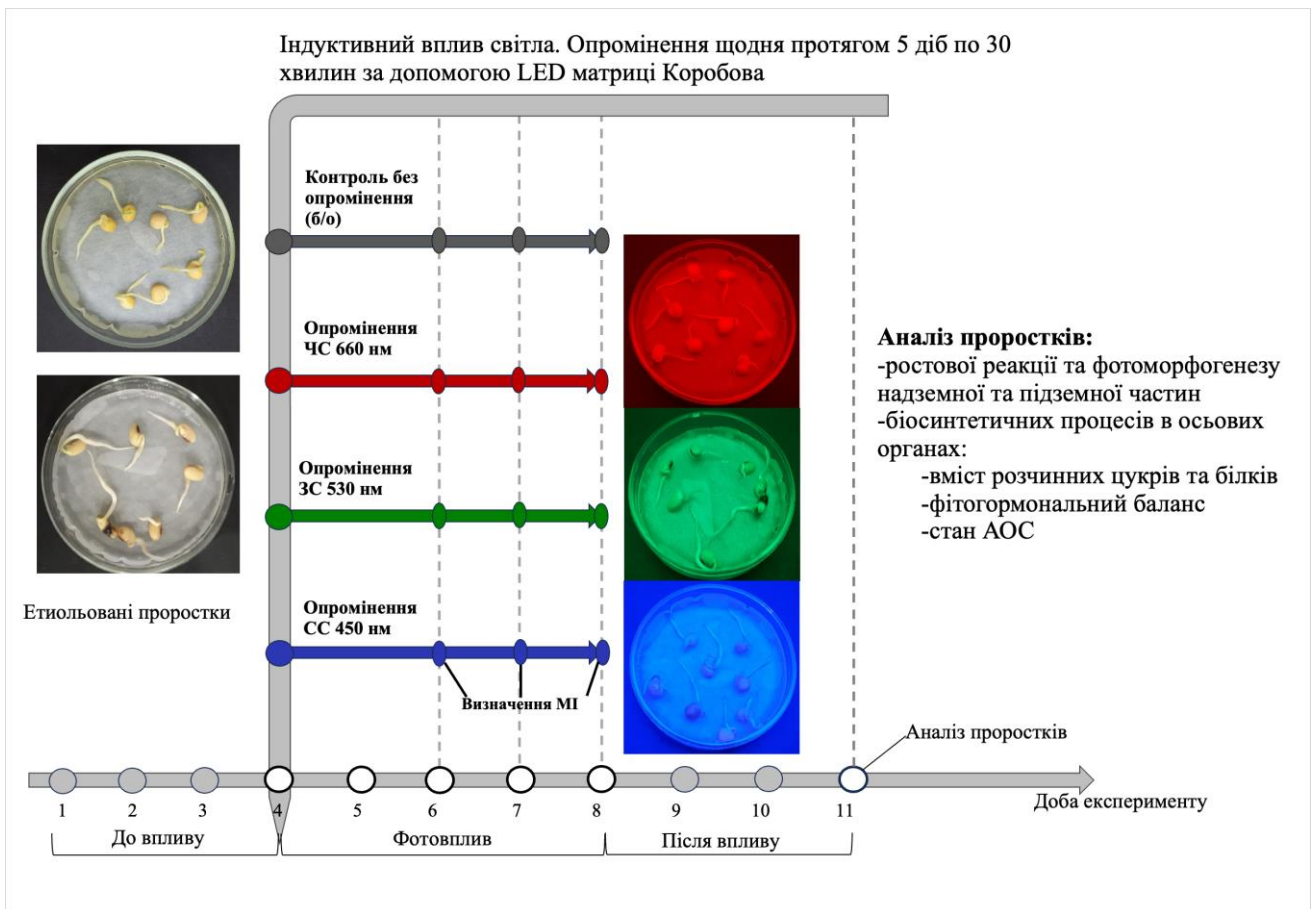 Індуктивний вплив світла. Опромінення щодня протягом 5 діб по 30
хвилин за допомогою LED матриці Коробова
Контроль без
опромінення
(б/о)
Опромінення
ЧС 660 нм
Опромінення
ЗС 530 нм
Опромінення
СС 450 нм
Визначення МІ
Етиольовані проростки
Аналіз проростків:
-ростової реакції та фотоморфогенезу
надземної та підземної частин
-біосинтетичних процесів в осьових
органах:
-вміст розчинних цукрів та білків
-фітогормональний баланс
-стан АОС
Аналіз проростків
1 2 3 4 5 6 7 8 9 10 11
Доба експерименту
До впливу Фотовплив Після впливу